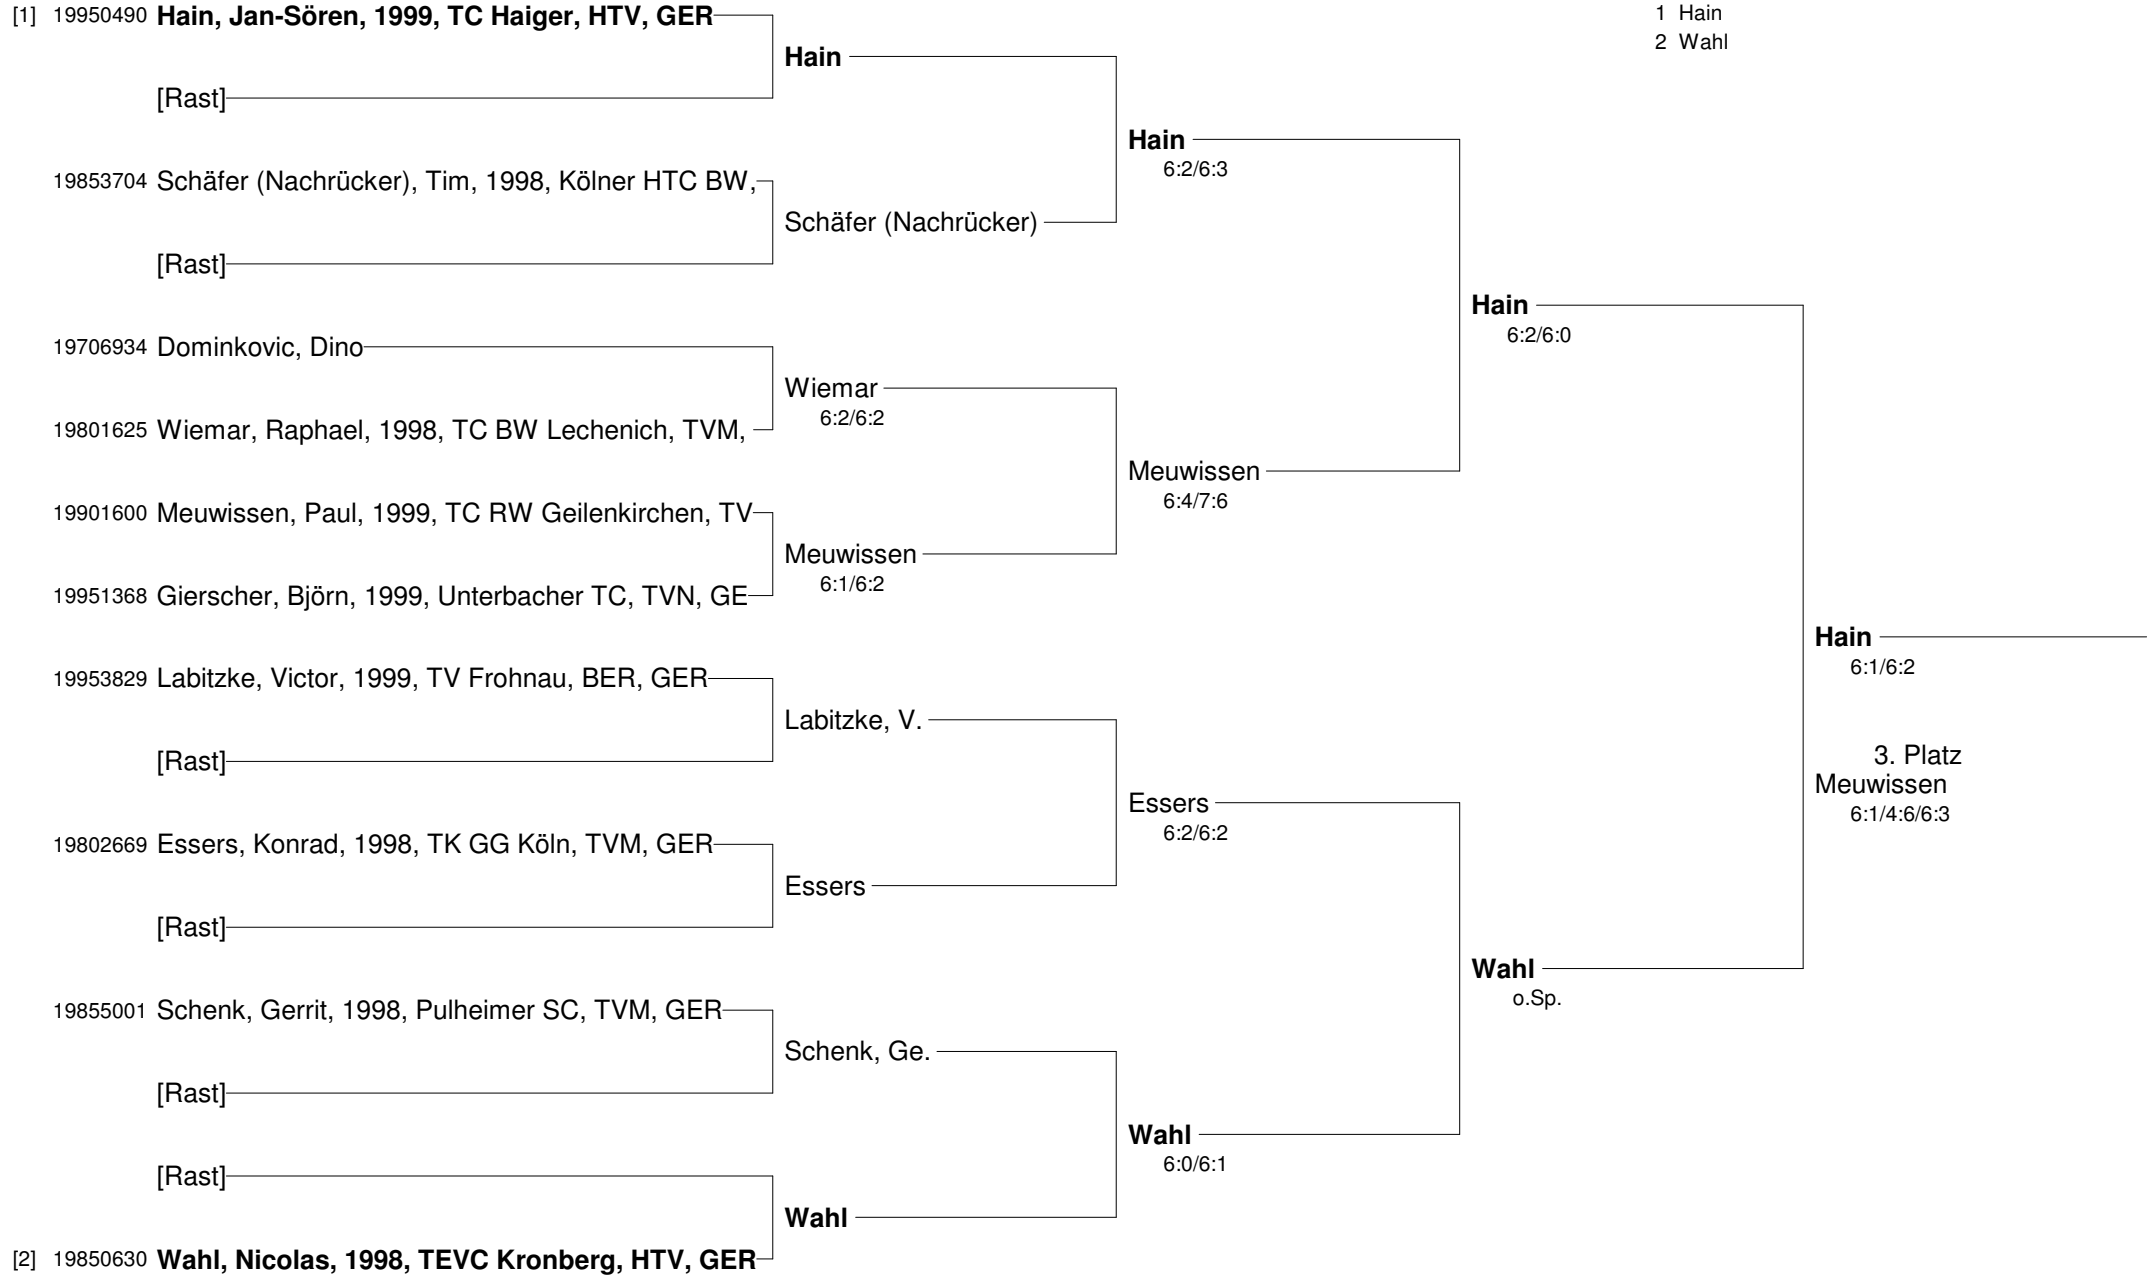 [1] 19950490 Hain, Jan-Sören, 1999, TC Haiger, HTV, GER
1 Hain
2 Wahl
Hain
[Rast]
Hain
6:2/6:3
19853704 Schäfer (Nachrücker), Tim, 1998, Kölner HTC BW,
Schäfer (Nachrücker)
[Rast]
Hain
6:2/6:0
19706934 Dominkovic, Dino
Wiemar
6:2/6:2
19801625 Wiemar, Raphael, 1998, TC BW Lechenich, TVM,
Meuwissen
6:4/7:6
19901600 Meuwissen, Paul, 1999, TC RW Geilenkirchen, TV
Meuwissen
6:1/6:2
19951368 Gierscher, Björn, 1999, Unterbacher TC, TVN, GE
Hain
6:1/6:2
19953829 Labitzke, Victor, 1999, TV Frohnau, BER, GER
Labitzke, V.
[Rast]
3. Platz
Meuwissen
6:1/4:6/6:3
Essers
6:2/6:2
19802669 Essers, Konrad, 1998, TK GG Köln, TVM, GER
Essers
[Rast]
Wahl
o.Sp.
19855001 Schenk, Gerrit, 1998, Pulheimer SC, TVM, GER
Schenk, Ge.
[Rast]
Wahl
6:0/6:1
[Rast]
Wahl
[2] 19850630 Wahl, Nicolas, 1998, TEVC Kronberg, HTV, GER